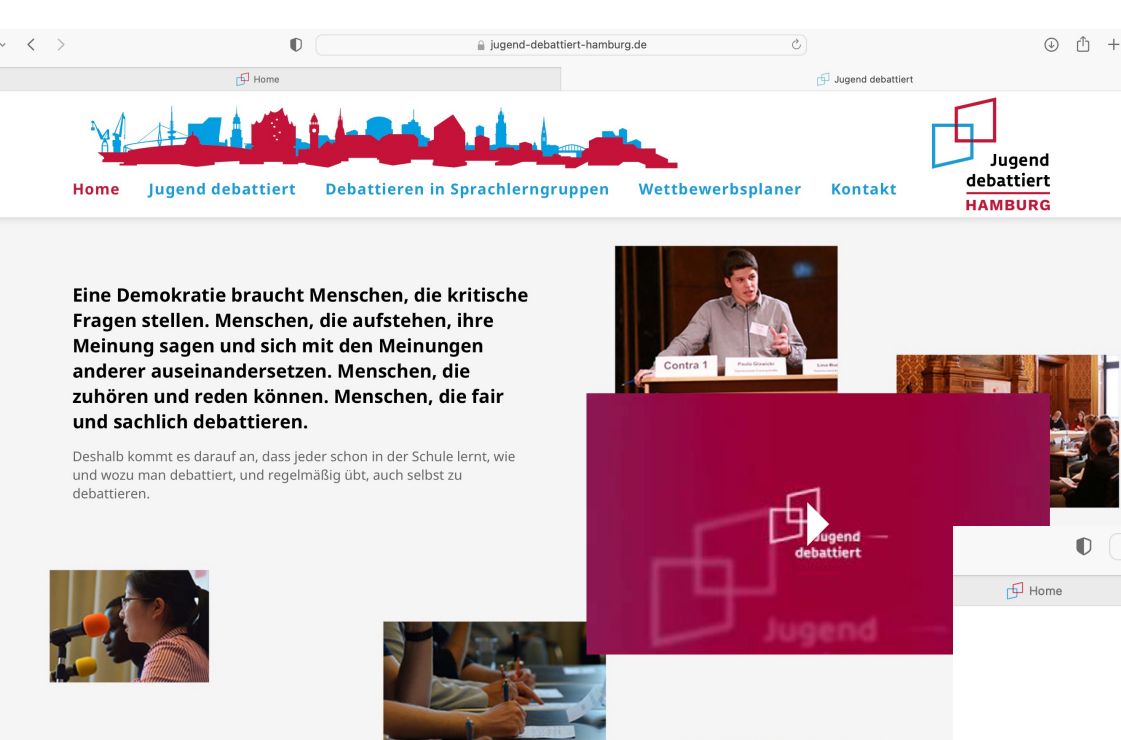 jugend-debattiert-hamburg.de
Home
Jugend debattiert
Home
Jugend debattiert
Debattieren in Sprachlerngruppen
Wettbewerbsplaner
Kontakt
Jugend
debattiert
HAMBURG
Eine Demokratie braucht Menschen, die kritische
Fragen stellen. Menschen, die aufstehen, ihre
Meinung sagen und sich mit den Meinungen
anderer auseinandersetzen. Menschen, die
zuhören und reden können. Menschen, die fair
und sachlich debattieren.
Deshalb kommt es darauf an, dass jeder schon in der Schule lernt, wie
und wozu man debattiert, und regelmäßig übt, auch selbst zu
debattieren.
Contra 1
Jugend
debattiert
Jugend
Home